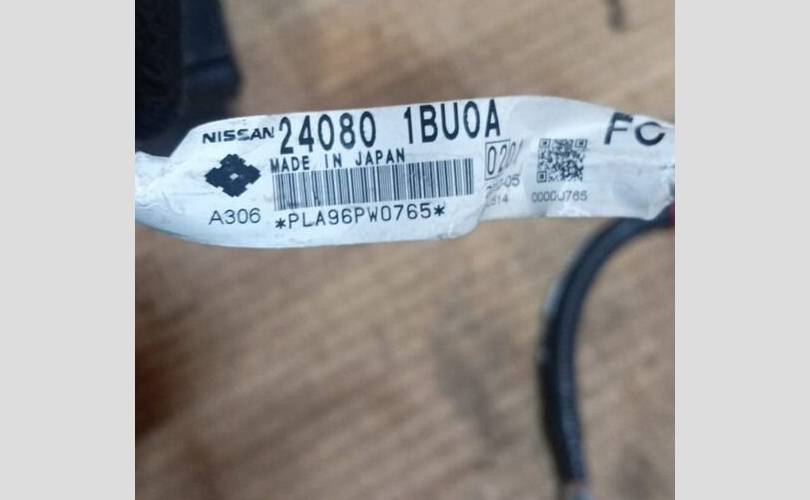 NISSAN 24080 1BU0A
MADE IN JAPAN
FC
A306 *PLA96PW0765*
0000J765